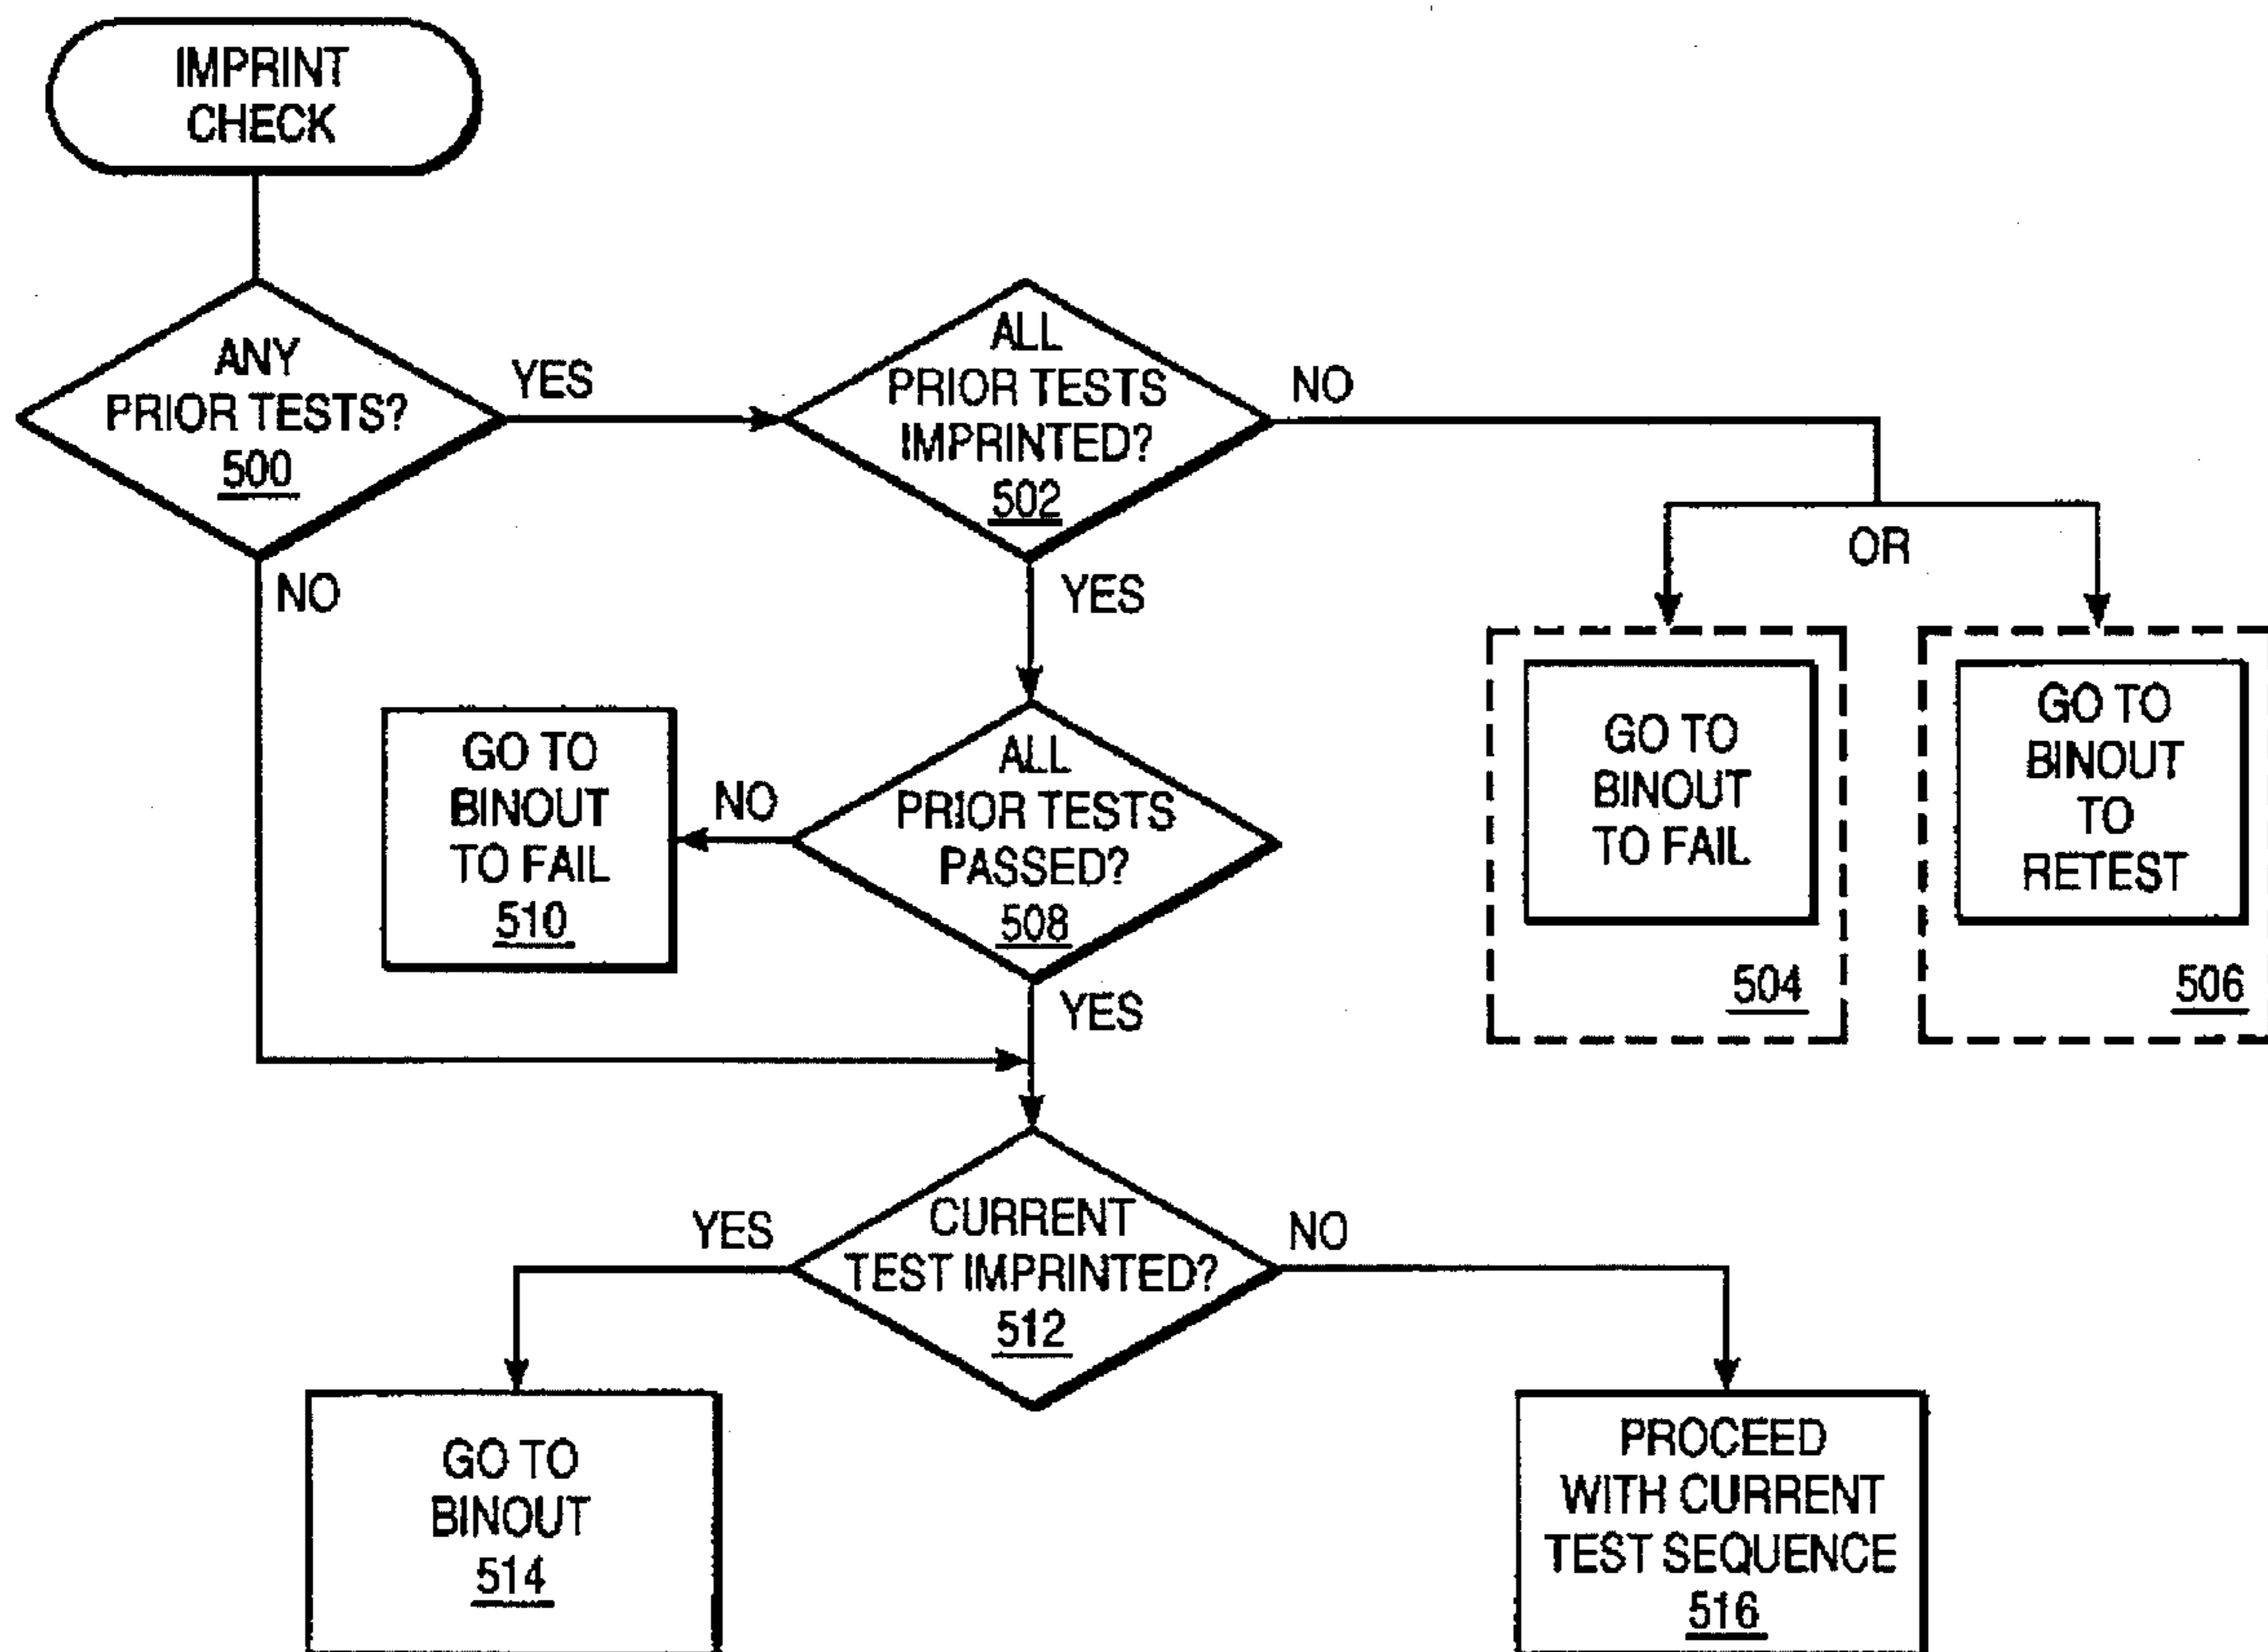 IMPRINT
CHECK
ANY
PRIOR TESTS?
500
YES
NO
ALL
PRIOR TESTS
IMPRINTED?
502
NO
YES
OR
GO TO
BINOUT
TO FAIL
504
GO TO
BINOUT
TO
RETEST
506
ALL
PRIOR TESTS
PASSED?
508
NO
YES
GO TO
BINOUT
TO FAIL
510
CURRENT
TEST IMPRINTED?
512
YES
NO
GO TO
BINOUT
514
PROCEED
WITH CURRENT
TEST SEQUENCE
516